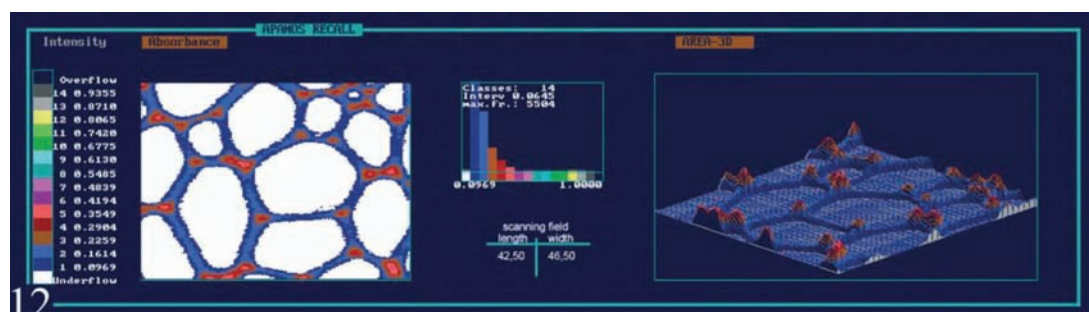 APAMOS RECALL
Intensity
Absorbance
AREA-3D
Overflow
14 0.9355
13 0.8710
12 0.8065
11 0.7420
10 0.6775
9 0.6130
8 0.5485
7 0.4839
6 0.4194
5 0.3549
4 0.2904
3 0.2259
2 0.1614
1 0.0969
Underflow
Classes: 14
Interv 0.0645
max.fr.: 5504
0.0969 1.0000
scanning field
length width
42,50 46,50
12